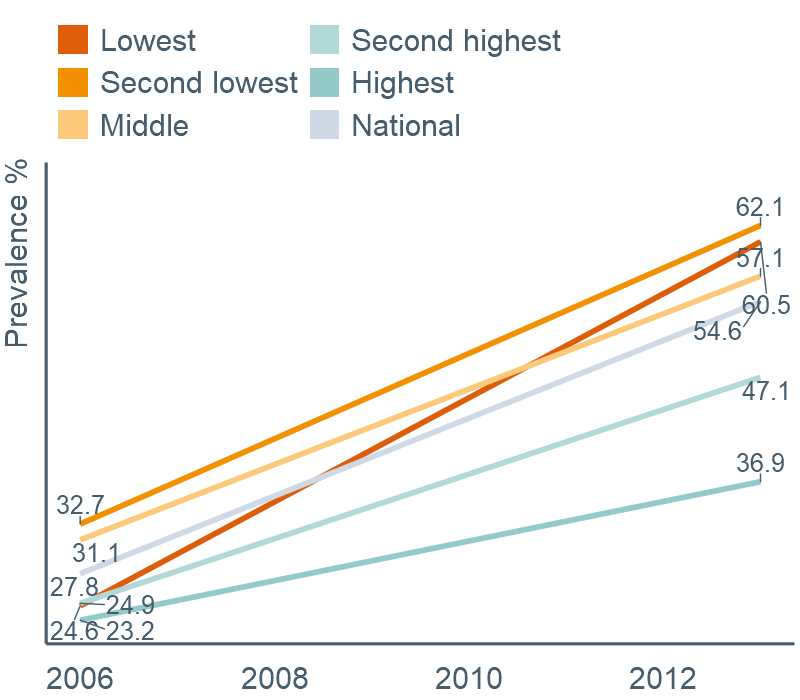 Lowest
Second lowest
Middle
Second highest
Highest
National
Prevalence %
62.1
57.1
60.5
54.6
47.1
36.9
32.7
31.1
27.8
24.9
24.6
23.2
2006
2008
2010
2012